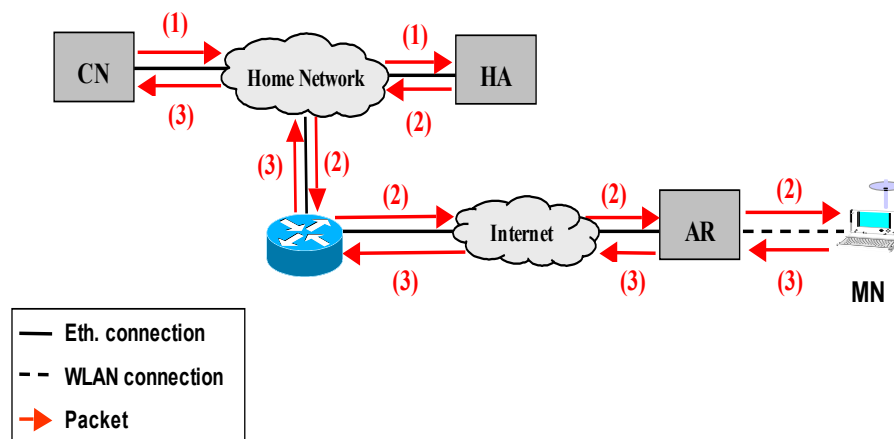 (1)
(1)
CN
Home Network
HA
(3)
(2)
(3)
(2)
(2)
(2)
(2)
Internet
AR
(3)
(3)
(3)
MN
Eth. connection
WLAN connection
Packet